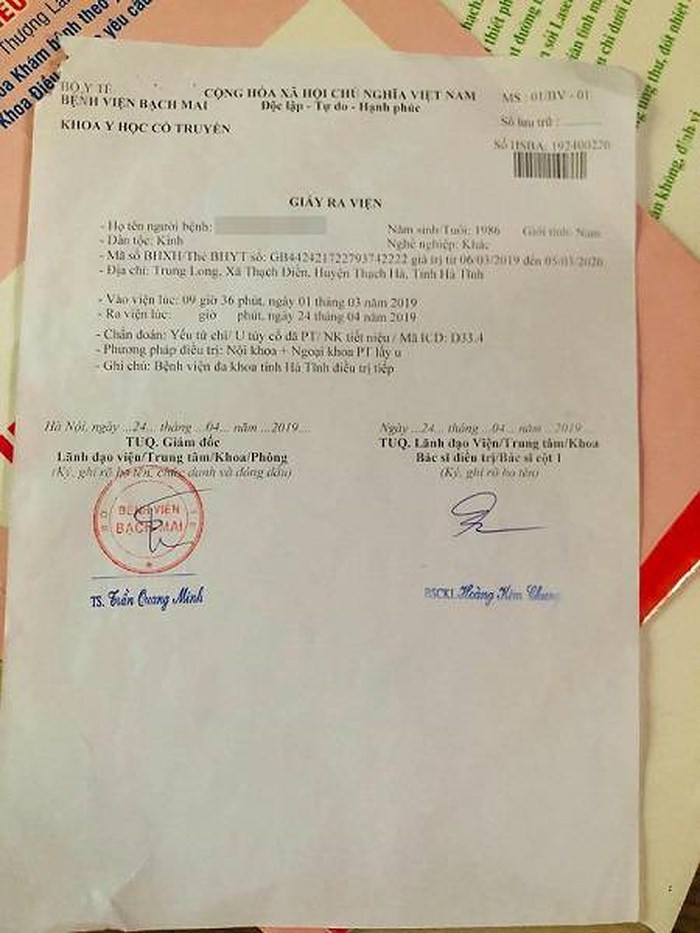 BỘ Y TẾ
BỆNH VIỆN BẠCH MAI
KHOA Y HỌC CỔ TRUYỀN
CỘNG HÒA XÃ HỘI CHỦ NGHĨA VIỆT NAM
Độc lập - Tự do - Hạnh phúc
MS : 01/BV - 01
Số lưu trữ :
Số HSBA: 192400220
GIẤY RA VIỆN
- Họ tên người bệnh: Năm sinh/Tuổi: 1986 Giới tính: Nam
- Dân tộc: Kinh Nghề nghiệp: Khác
- Mã số BHXH/Thẻ BHYT số: GB442421722793742222 giá trị từ 06/03/2019 đến 05/03/2020
- Địa chỉ: Trung Long, Xã Thạch Điền, Huyện Thạch Hà, Tỉnh Hà Tĩnh
- Vào viện lúc: 09 giờ 36 phút, ngày 01 tháng 03 năm 2019
- Ra viện lúc: giờ phút, ngày 24 tháng 04 năm 2019
- Chẩn đoán: Yếu tứ chi/ U tủy cổ đã PT/ NK tiết niệu / Mã ICD: D33.4
- Phương pháp điều trị: Nội khoa + Ngoại khoa PT lấy u
- Ghi chú: Bệnh viện đa khoa tỉnh Hà Tĩnh điều trị tiếp
Hà Nội, ngày ...24... tháng ...04... năm ...2019....
TUQ. Giám đốc
Lãnh đạo Viện/Trung tâm/Khoa/Phòng
(Ký, ghi rõ họ tên, chức danh và đóng dấu)
BỆNH VIỆN
BẠCH MAI
TS. Trần Quang Minh
Ngày ...24... tháng ...04... năm ...2019....
TUQ. Lãnh đạo Viện/Trung tâm/Khoa
Bác sĩ điều trị/Bác sĩ cột 1
(Ký, ghi rõ họ tên)
BSCKI. Hoàng Kim Chung